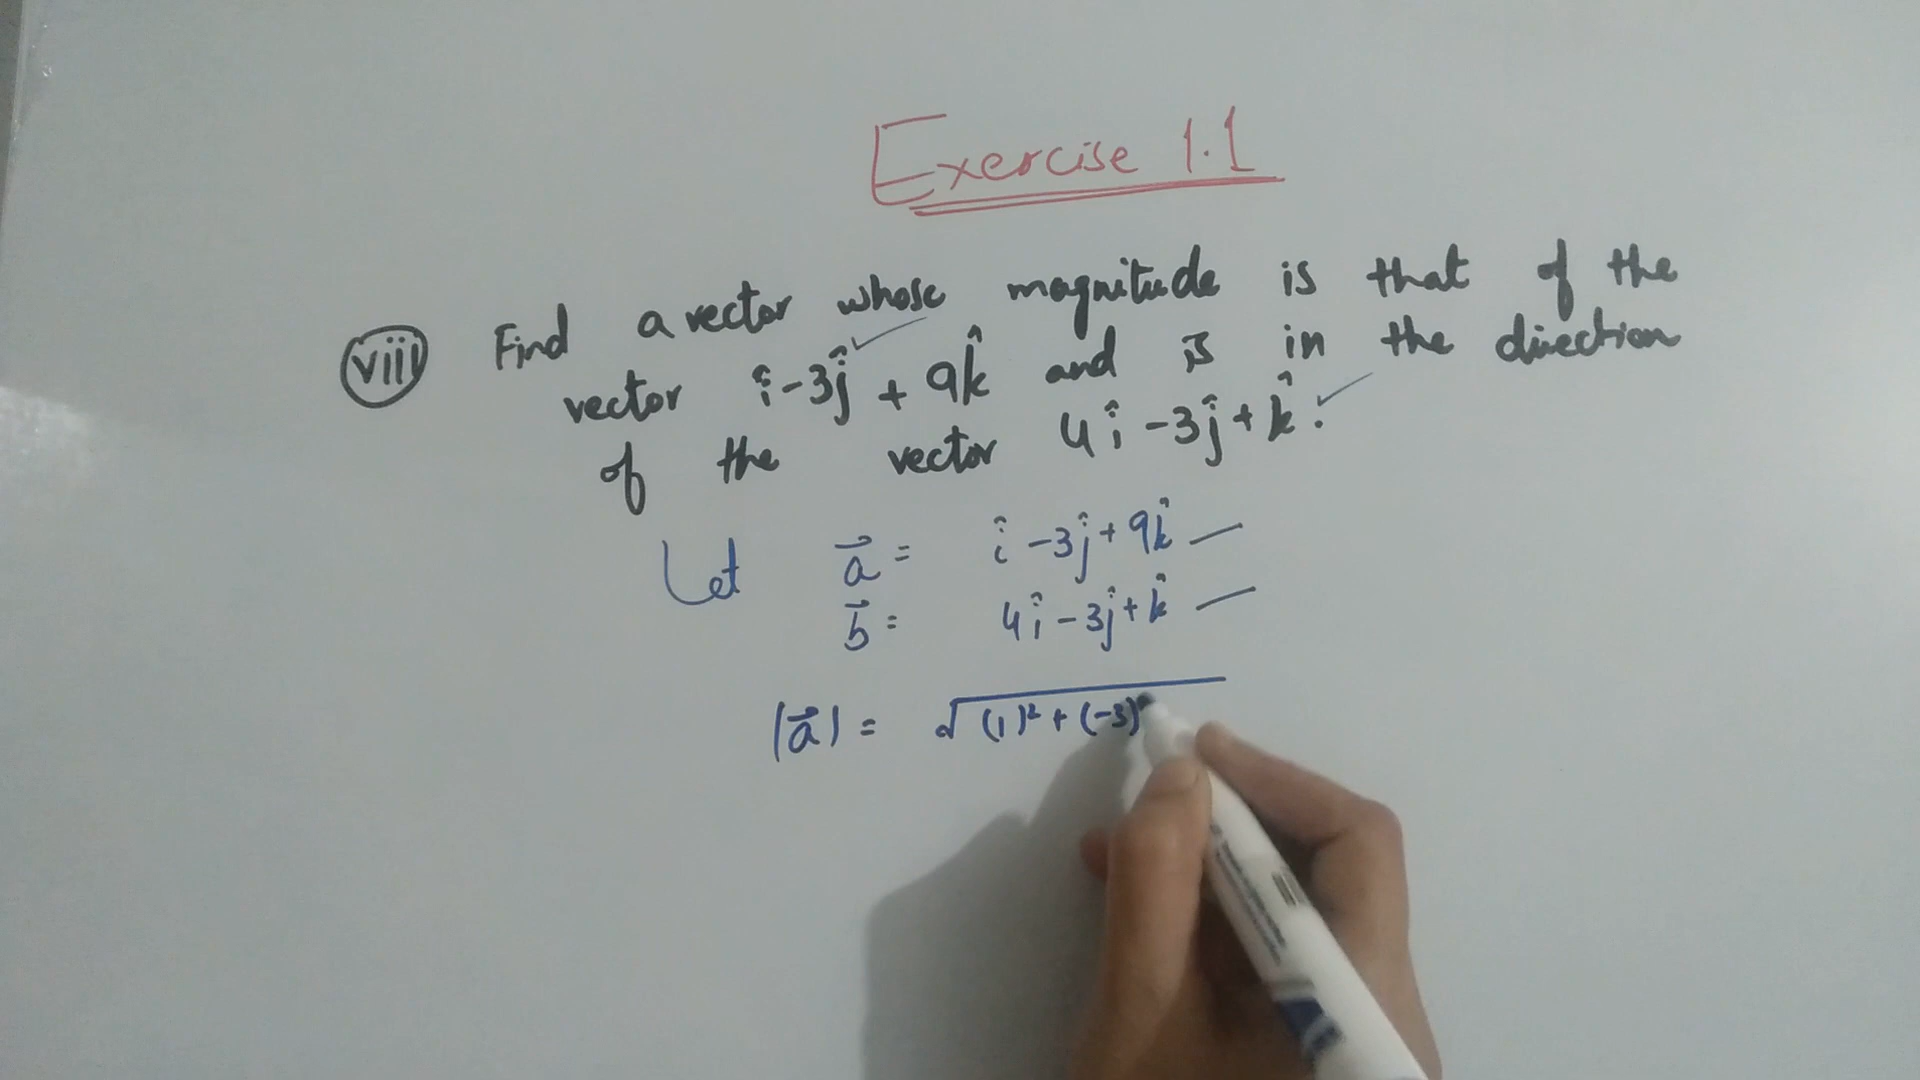 Exercise 1.1
viii Find a vector whose magnitude is that of the
vector î - 3ĵ + 9k̂ and is in the direction
of the vector 4î - 3ĵ + k̂.
Let a⃗ = î - 3ĵ + 9k̂
b⃗ = 4î - 3ĵ + k̂
|a⃗| = √(1)² + (-3)